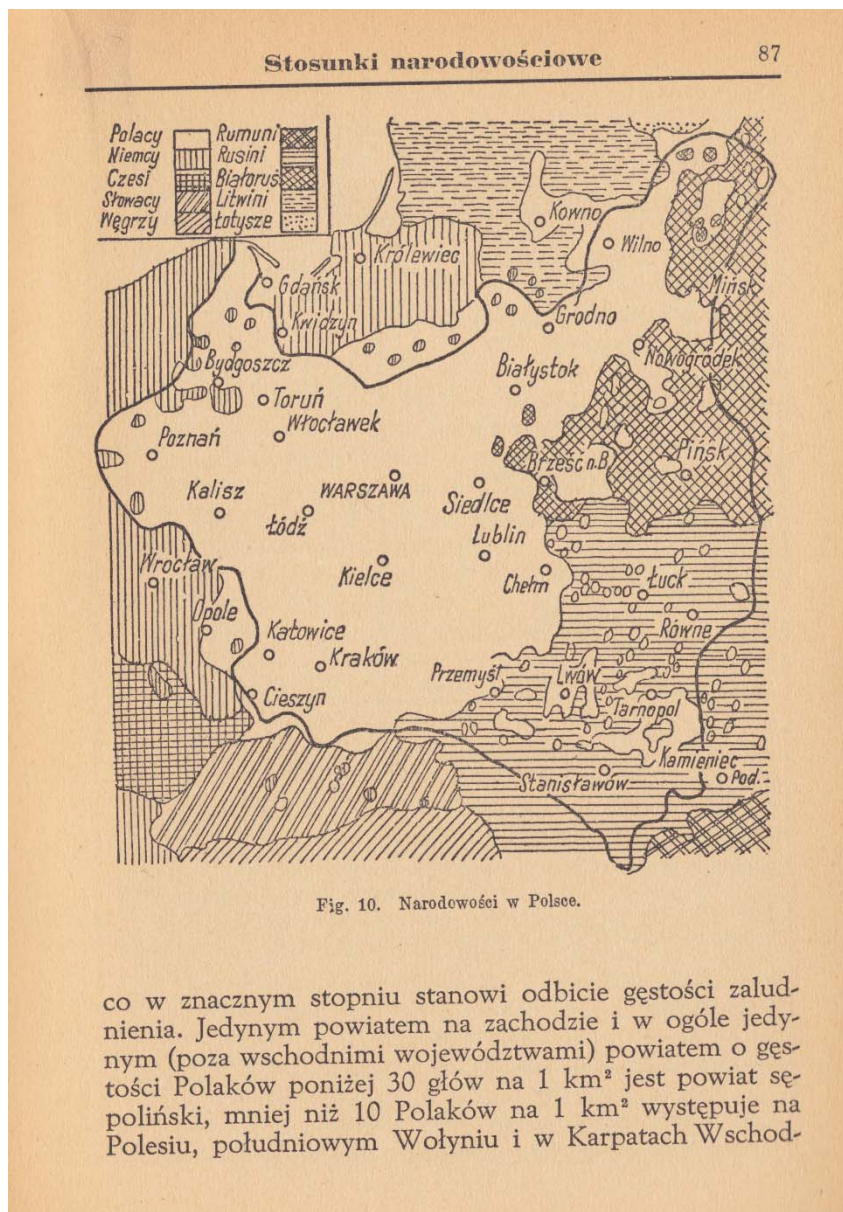 Stosunki narodowościowe 87
Polacy Rumuni
Niemcy Rusini
Czesi Białoruś
Słowacy Litwini
Węgrzy Łotysze
Kowno
Wilno
Królewiec
Gdańsk
Mińsk
Kwidzyn
Grodno
Nowogródek
Bydgoszcz
Białystok
Toruń
Włocławek
Poznań
Brześć n.B.
Pińsk
WARSZAWA
Kalisz
Siedlce
Łódź
Lublin
Wrocław
Kielce
Chełm
Łuck
Opole
Równe
Katowice
Kraków
Przemyśl
Lwów
Cieszyn
Tarnopol
Kamieniec
Pod.
Stanisławów
Fig. 10. Narodowości w Polsce.
co w znacznym stopniu stanowi odbicie gęstości zalud-
nienia. Jedynym powiatem na zachodzie i w ogóle jedy-
nym (poza wschodnimi województwami) powiatem o gęs-
tości Polaków poniżej 30 głów na 1 km² jest powiat sę-
poliński, mniej niż 10 Polaków na 1 km² występuje na
Polesiu, południowym Wołyniu i w Karpatach Wschod-